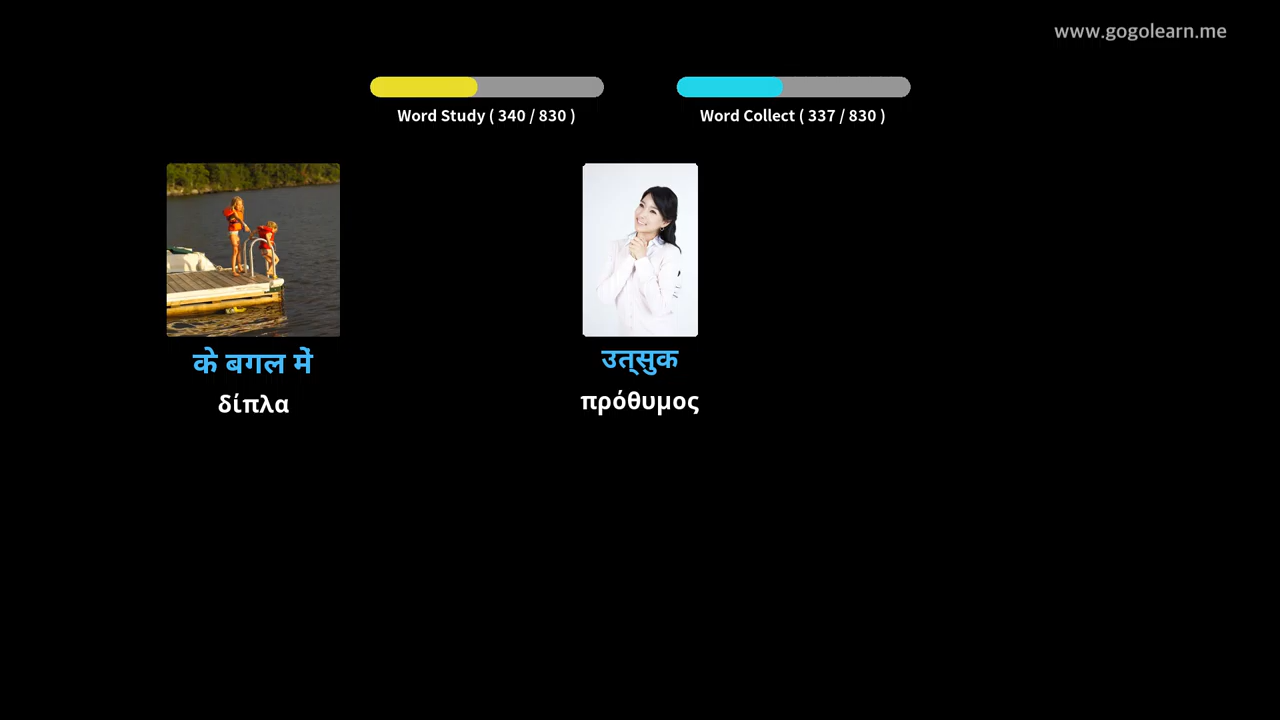 www.gogolearn.me
Word Study ( 340 / 830 )
Word Collect ( 337 / 830 )
के बगल में
δίπλα
उत्सुक
πρόθυμος